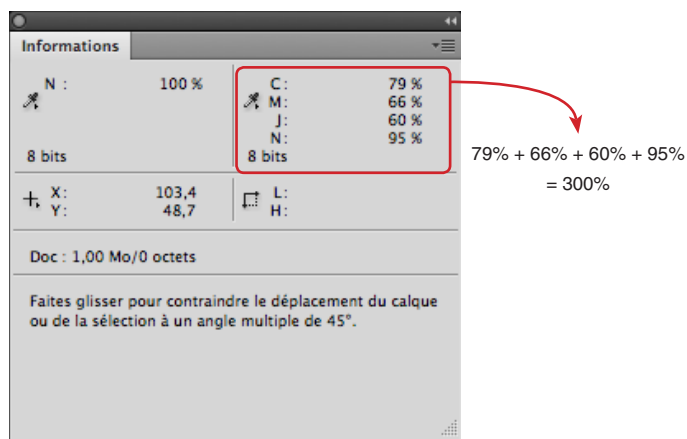 Informations
N : 100 %
8 bits
C : 79 %
M : 66 %
J : 60 %
N : 95 %
8 bits
79% + 66% + 60% + 95%
= 300%
X : 103,4
Y : 48,7
L :
H :
Doc : 1,00 Mo/0 octets
Faites glisser pour contraindre le déplacement du calque
ou de la sélection à un angle multiple de 45°.